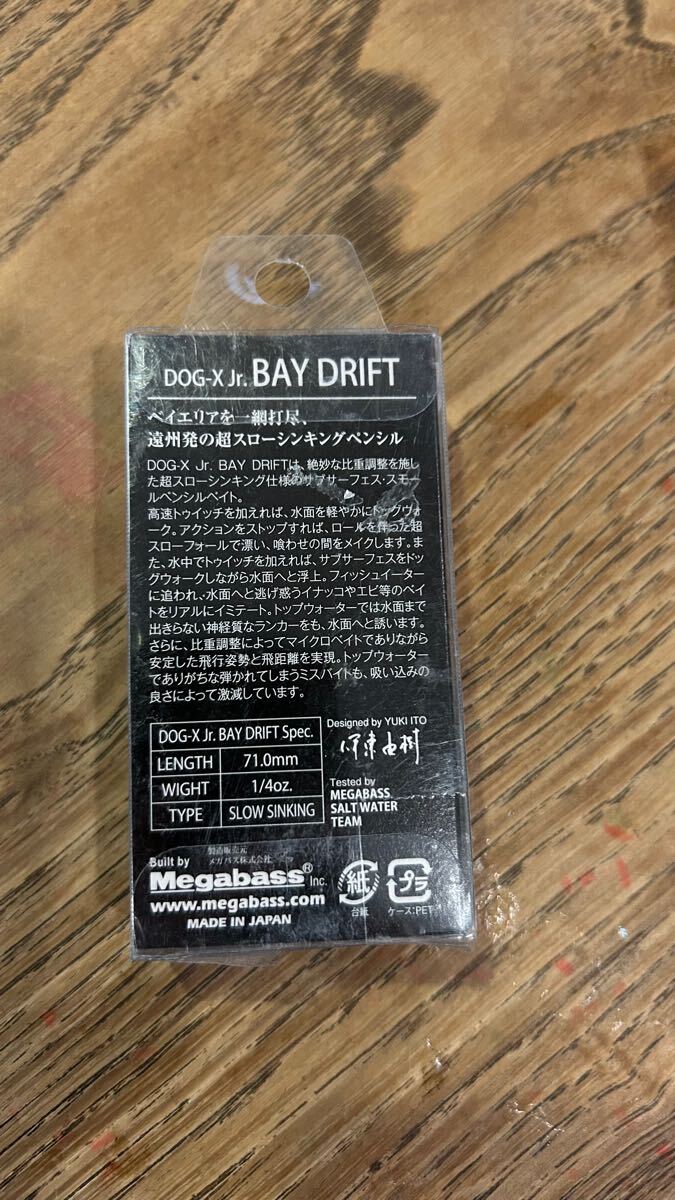 DOG-X Jr. BAY DRIFT
ベイエリアを一網打尽、
遠州発の超スローシンキングペンシル
DOG-X Jr. BAY DRIFTは、絶妙な比重調整を施し
た超スローシンキング仕様のサブサーフェス・スモー
ルペンシルベイト。
高速トゥイッチを加えれば、水面を軽やかにドッグウォ
ーク。アクションをストップすれば、ロールを伴った超
スローフォールで漂い、喰わせの間をメイクします。ま
た、水中でトゥイッチを加えれば、サブサーフェスをドッ
グウォークしながら水面へと浮上。フィッシュイーター
に追われ、水面へと逃げ惑うイナッコやエビ等のベイ
トをリアルにイミテート。トップウォーターでは水面まで
出きらない神経質なランカーをも、水面へと誘います。
さらに、比重調整によってマイクロベイトでありながら
安定した飛行姿勢と飛距離を実現。トップウォーター
でありがちな弾かれてしまうミスバイトも、吸い込みの
良さによって激減しています。
DOG-X Jr. BAY DRIFT Spec.
LENGTH 71.0mm
WIGHT 1/4oz.
TYPE SLOW SINKING
Designed by YUKI ITO
伊東由樹
Tested by
MEGABASS
SALT WATER
TEAM
Built by
製造販売元
メガバス株式会社
Megabass® Inc.
www.megabass.com
MADE IN JAPAN
紙
台紙
プラ
ケース:PET